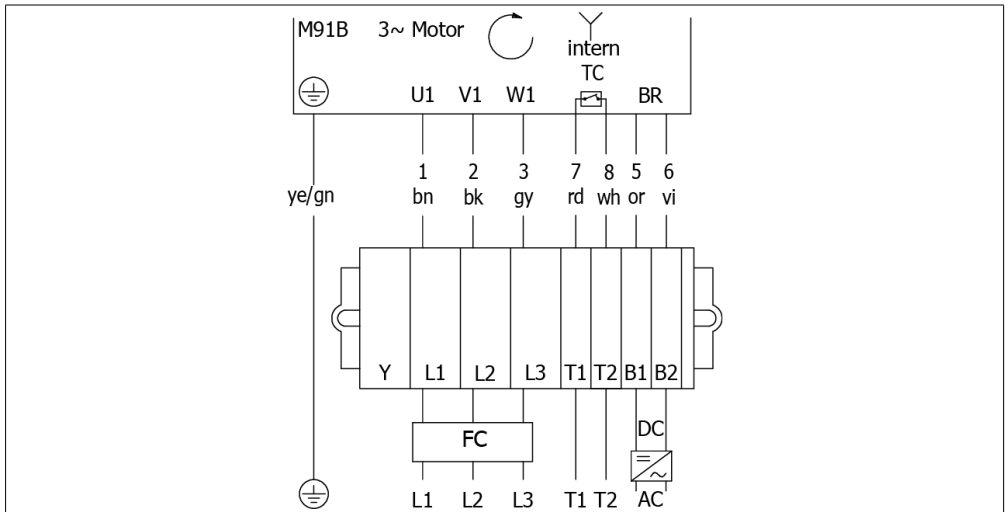 M91B 3~ Motor
intern
TC
U1 V1 W1 BR
1 2 3 7 8 5 6
ye/gn bn bk gy rd wh or vi
Y L1 L2 L3 T1 T2 B1 B2
FC DC
= ~
L1 L2 L3 T1 T2 AC